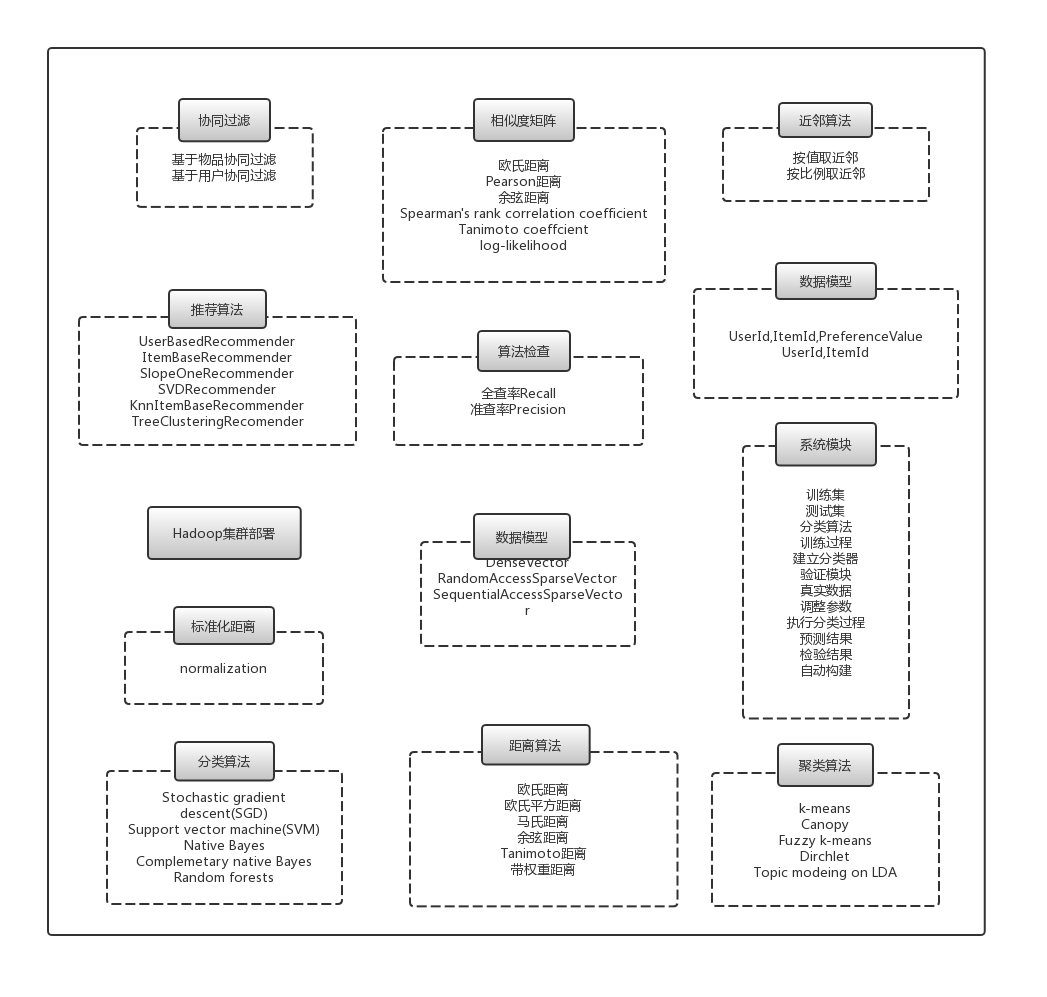 协同过滤
基于物品协同过滤
基于用户协同过滤
相似度矩阵
欧氏距离
Pearson距离
余弦距离
Spearman's rank correlation coefficient
Tanimoto coeffcient
log-likelihood
近邻算法
按值取近邻
按比例取近邻
推荐算法
UserBasedRecommender
ItemBaseRecommender
SlopeOneRecommender
SVDRecommender
KnnItemBaseRecommender
TreeClusteringRecomender
算法检查
全查率Recall
准查率Precision
数据模型
UserId,ItemId,PreferenceValue
UserId,ItemId
Hadoop集群部署
数据模型
DenseVector
RandomAccessSparseVector
SequentialAccessSparseVecto
r
系统模块
训练集
测试集
分类算法
训练过程
建立分类器
验证模块
真实数据
调整参数
执行分类过程
预测结果
检验结果
自动构建
标准化距离
normalization
分类算法
Stochastic gradient
descent(SGD)
Support vector machine(SVM)
Native Bayes
Complemetary native Bayes
Random forests
距离算法
欧氏距离
欧氏平方距离
马氏距离
余弦距离
Tanimoto距离
带权重距离
聚类算法
k-means
Canopy
Fuzzy k-means
Dirchlet
Topic modeing on LDA